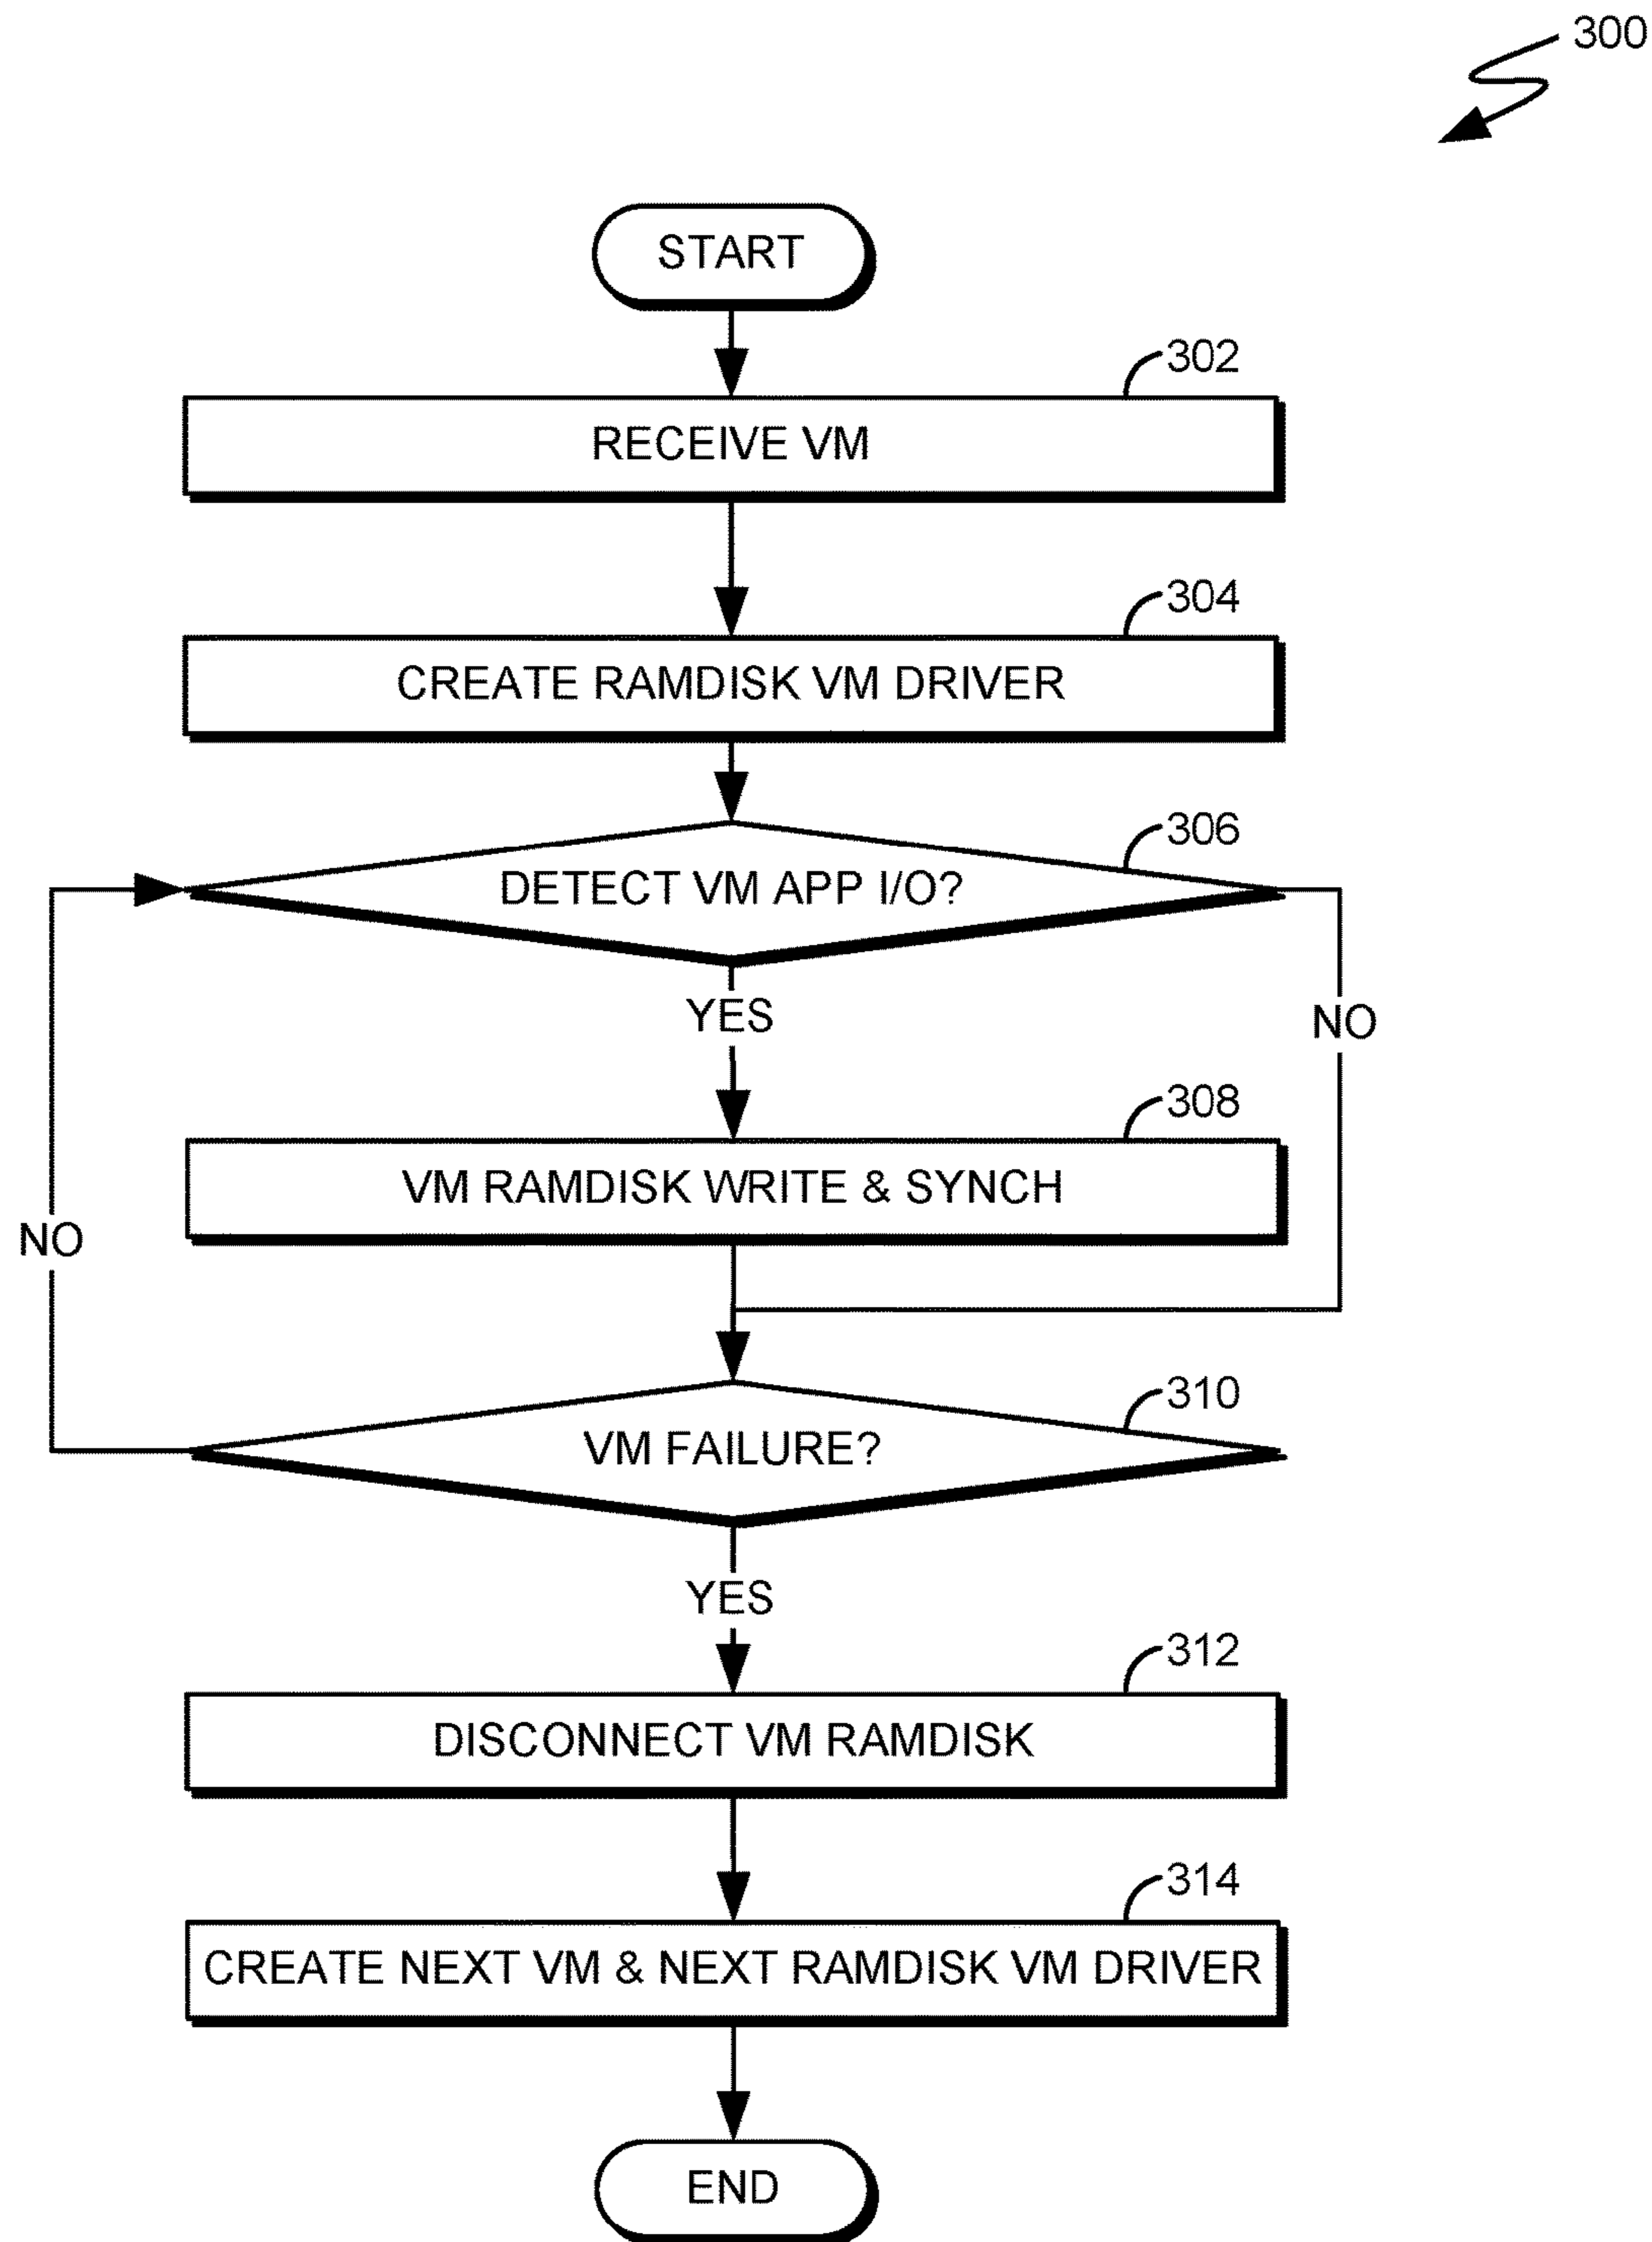 300
START
302
RECEIVE VM
304
CREATE RAMDISK VM DRIVER
306
DETECT VM APP I/O?
YES
NO
308
VM RAMDISK WRITE & SYNCH
NO
310
VM FAILURE?
YES
312
DISCONNECT VM RAMDISK
314
CREATE NEXT VM & NEXT RAMDISK VM DRIVER
END